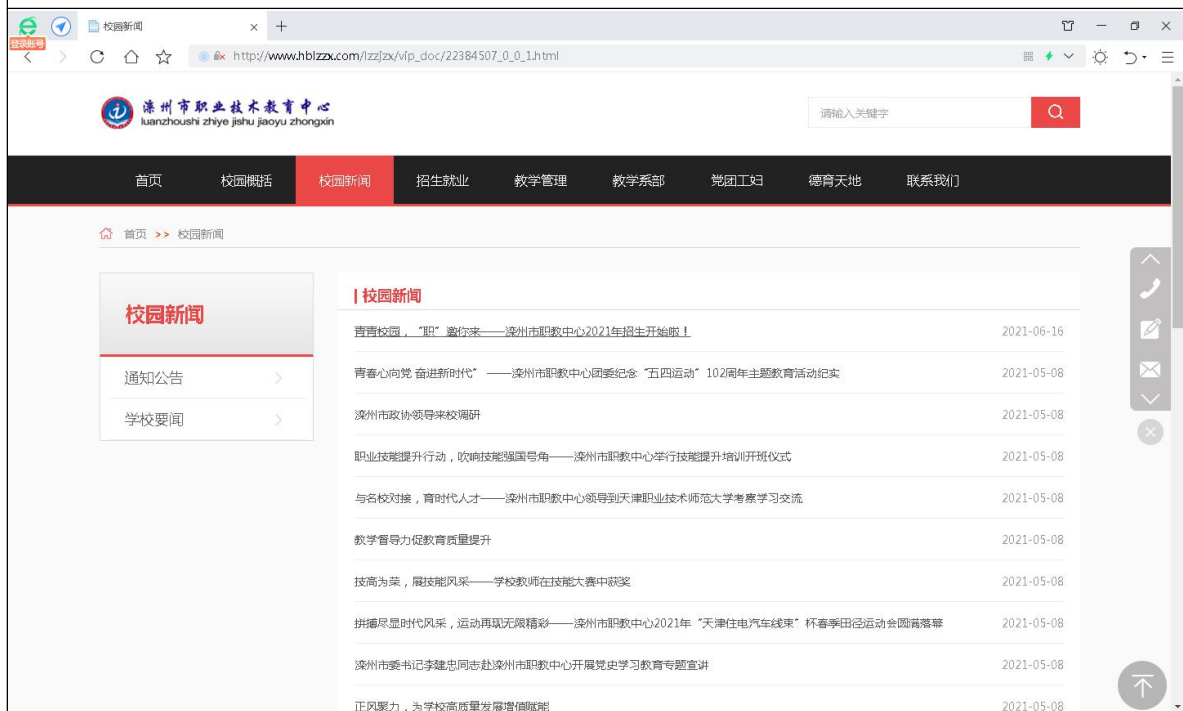 校园新闻
登录账号
http://www.hblzzx.com/lzzjzx/vip_doc/22384507_0_0_1.html
滦州市职业技术教育中心
luanzhoushi zhiye jishu jiaoyu zhongxin
请输入关键字
首页 校园概括 校园新闻 招生就业 教学管理 教学系部 党团工妇 德育天地 联系我们
首页 >> 校园新闻
校园新闻
通知公告
学校要闻
校园新闻
青青校园，“职”邀你来——滦州市职教中心2021年招生开始啦！ 2021-06-16
青春心向党 奋进新时代” ——滦州市职教中心团委纪念“五四运动”102周年主题教育活动纪实 2021-05-08
滦州市政协领导来校调研 2021-05-08
职业技能提升行动，吹响技能强国号角——滦州市职教中心举行技能提升培训开班仪式 2021-05-08
与名校对接，育时代人才——滦州市职教中心领导到天津职业技术师范大学考察学习交流 2021-05-08
教学督导力促教育质量提升 2021-05-08
技高为荣，展技能风采——学校教师在技能大赛中获奖 2021-05-08
拼搏尽显时代风采，运动再现无限精彩——滦州市职教中心2021年“天津住电汽车线束”杯春季田径运动会圆满落幕 2021-05-08
滦州市委书记李建忠同志赴滦州市职教中心开展党史学习教育专题宣讲 2021-05-08
正风聚力，为学校高质量发展增值赋能 2021-05-08